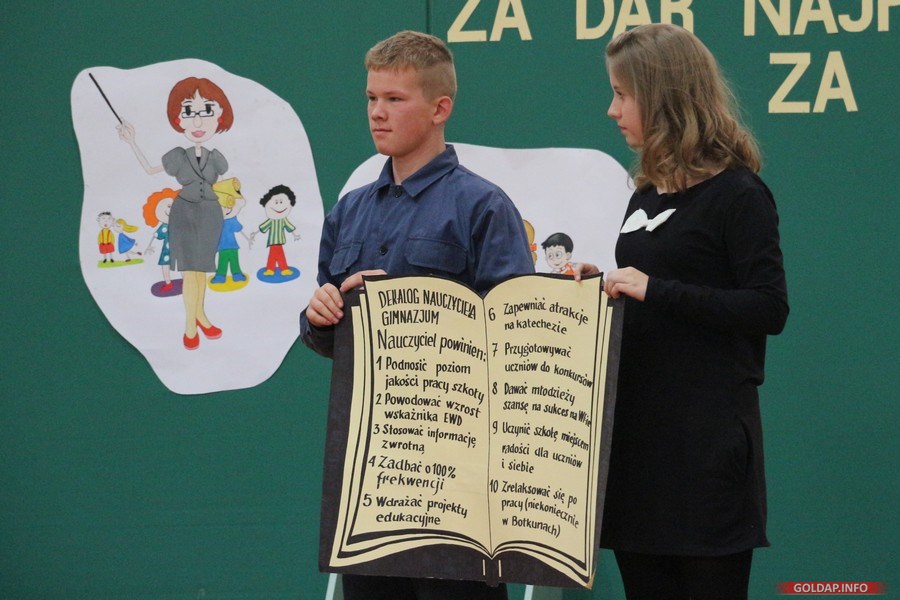 ZA DAR NAJP
ZA
DEKALOG NAUCZYCIELA
GIMNAZJUM
Nauczyciel powinien:
1 Podnosić poziom
jakości pracy szkoły
2 Powodować wzrost
wskaźnika EWD
3 Stosować informację
zwrotną
4 Zadbać o 100%
frekwencji
5 Wdrażać projekty
edukacyjne
6 Zapewniać atrakcje
na katechezie
7 Przygotowywać
uczniów do konkursów
8 Dawać młodzieży
szansę na sukces na WF-ie
9 Uczynić szkołę miejscem
radości dla uczniów
i siebie
10 Zrelaksować się po
pracy (niekoniecznie
w Botkunach)
GOLDAP.INFO